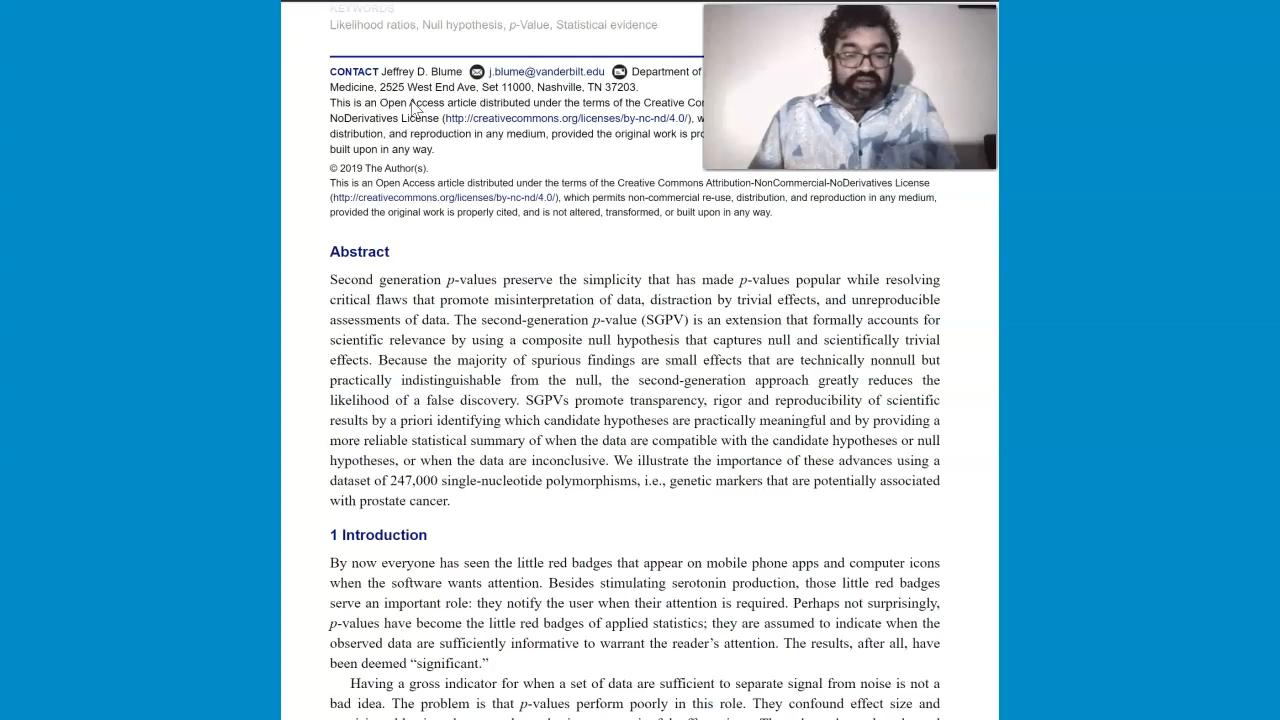 KEYWORDS
Likelihood ratios, Null hypothesis, p-Value, Statistical evidence
CONTACT Jeffrey D. Blume j.blume@vanderbilt.edu Department of
Medicine, 2525 West End Ave, Set 11000, Nashville, TN 37203.
This is an Open Access article distributed under the terms of the Creative Co
NoDerivatives License (http://creativecommons.org/licenses/by-nc-nd/4.0/), w
distribution, and reproduction in any medium, provided the original work is pr
built upon in any way.
© 2019 The Author(s).
This is an Open Access article distributed under the terms of the Creative Commons Attribution-NonCommercial-NoDerivatives License
(http://creativecommons.org/licenses/by-nc-nd/4.0/), which permits non-commercial re-use, distribution, and reproduction in any medium,
provided the original work is properly cited, and is not altered, transformed, or built upon in any way.
Abstract
Second generation p-values preserve the simplicity that has made p-values popular while resolving
critical flaws that promote misinterpretation of data, distraction by trivial effects, and unreproducible
assessments of data. The second-generation p-value (SGPV) is an extension that formally accounts for
scientific relevance by using a composite null hypothesis that captures null and scientifically trivial
effects. Because the majority of spurious findings are small effects that are technically nonnull but
practically indistinguishable from the null, the second-generation approach greatly reduces the
likelihood of a false discovery. SGPVs promote transparency, rigor and reproducibility of scientific
results by a priori identifying which candidate hypotheses are practically meaningful and by providing a
more reliable statistical summary of when the data are compatible with the candidate hypotheses or null
hypotheses, or when the data are inconclusive. We illustrate the importance of these advances using a
dataset of 247,000 single-nucleotide polymorphisms, i.e., genetic markers that are potentially associated
with prostate cancer.
1 Introduction
By now everyone has seen the little red badges that appear on mobile phone apps and computer icons
when the software wants attention. Besides stimulating serotonin production, those little red badges
serve an important role: they notify the user when their attention is required. Perhaps not surprisingly,
p-values have become the little red badges of applied statistics; they are assumed to indicate when the
observed data are sufficiently informative to warrant the reader's attention. The results, after all, have
been deemed “significant.”
Having a gross indicator for when a set of data are sufficient to separate signal from noise is not a
bad idea. The problem is that p-values perform poorly in this role. They confound effect size and